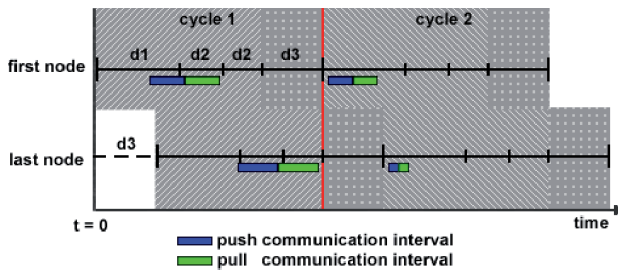 cycle 1 cycle 2
d1 d2 d2 d3
first node
d3
last node
t = 0 time
push communication interval
pull communication interval